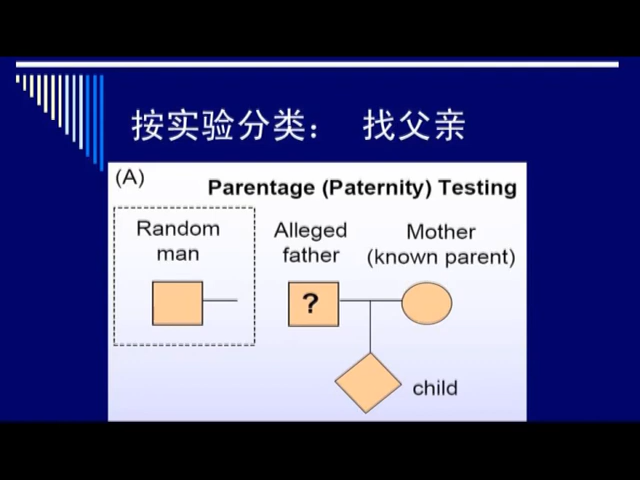 按实验分类： 找父亲
(A)
Parentage (Paternity) Testing
Random
man
Alleged
father
Mother
(known parent)
?
child